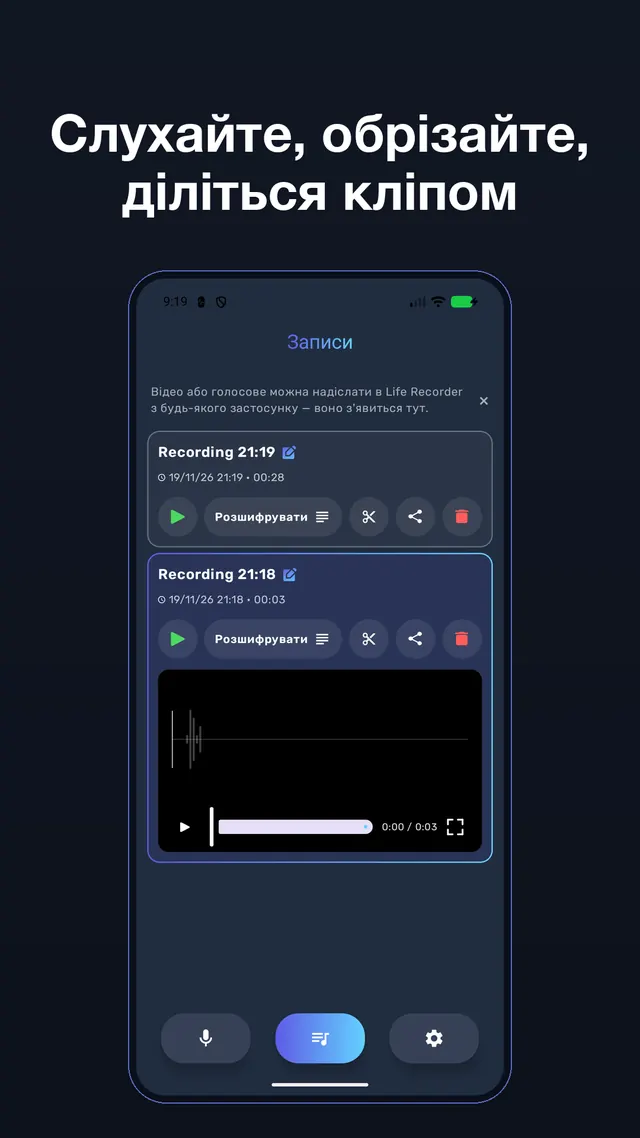 Слухайте, обрізайте,
діліться кліпом
9:19
Записи
Відео або голосове можна надіслати в Life Recorder
з будь-якого застосунку — воно з'явиться тут.
Recording 21:19
19/11/26 21:19 • 00:28
Розшифрувати
Recording 21:18
19/11/26 21:18 • 00:03
Розшифрувати
0:00 / 0:03